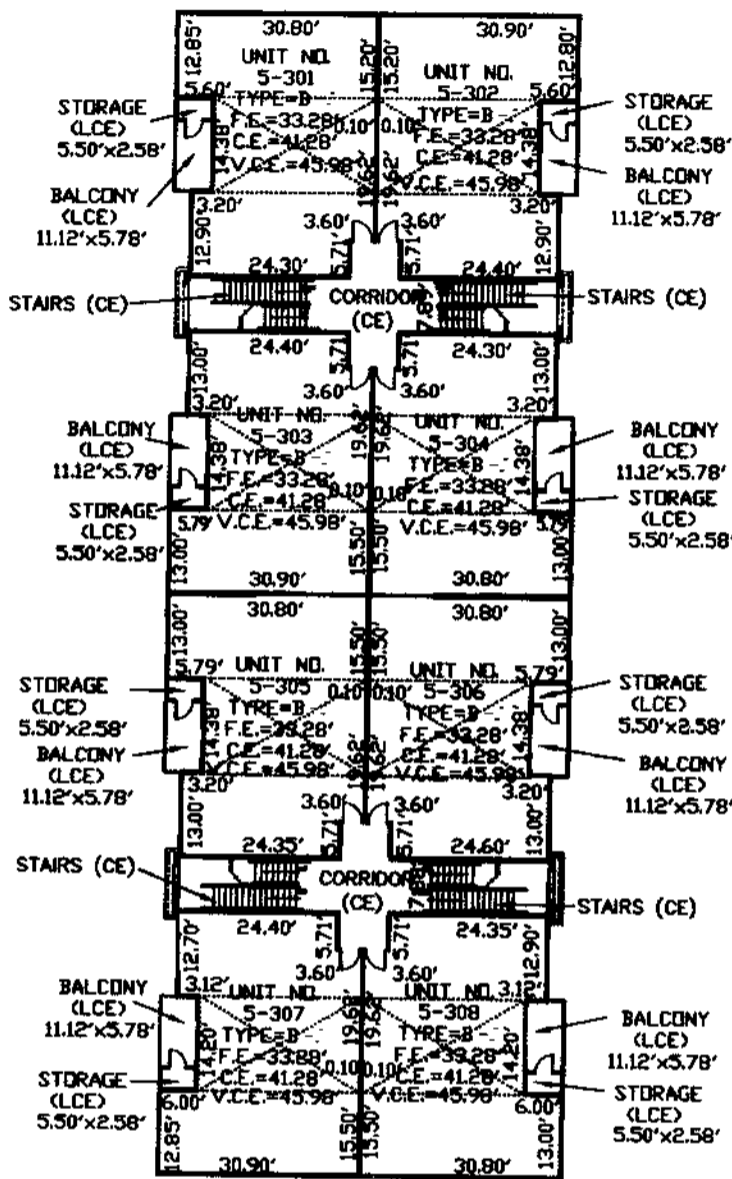 30.80′ 30.90′
12.85′ 15.20′ 15.20′ 12.80′
UNIT NO. 5-301
TYPE=B
F.E.=33.28′
C.E.=41.28′
V.C.E.=45.98′
UNIT NO. 5-302
TYPE=B
F.E.=33.28′
C.E.=41.28′
V.C.E.=45.98′
5.60′ 5.60′
0.10′ 0.10′
STORAGE
(LCE)
5.50′x2.58′
STORAGE
(LCE)
5.50′x2.58′
14.38′ 19.62′ 19.62′ 14.38′
BALCONY
(LCE)
11.12′x5.78′
BALCONY
(LCE)
11.12′x5.78′
3.20′ 3.20′
12.90′ 3.60′ 3.60′ 12.90′
5.71′ 5.71′
24.30′ 24.40′
STAIRS (CE)
CORRIDOR
(CE)
7.89′
STAIRS (CE)
24.40′ 24.30′
5.71′ 5.71′
13.00′ 3.60′ 3.60′ 13.00′
3.20′ 3.20′
UNIT NO.
5-303
TYPE=B
F.E.=33.28′
C.E.=41.28′
V.C.E.=45.98′
UNIT NO.
5-304
TYPE=B
F.E.=33.28′
C.E.=41.28′
V.C.E.=45.98′
BALCONY
(LCE)
11.12′x5.78′
BALCONY
(LCE)
11.12′x5.78′
14.38′ 19.62′ 19.62′ 14.38′
0.10′ 0.10′
STORAGE
(LCE)
5.50′x2.58′
STORAGE
(LCE)
5.50′x2.58′
5.79′ 5.79′
13.00′ 15.50′ 15.50′ 13.00′
30.90′ 30.80′
30.80′ 30.80′
13.00′ 15.50′ 15.50′ 13.00′
5.79′ 5.79′
UNIT NO.
5-305
TYPE=B
F.E.=33.28′
C.E.=41.28′
V.C.E.=45.98′
UNIT NO.
5-306
TYPE=B
F.E.=33.28′
C.E.=41.28′
V.C.E.=45.98′
0.10′ 0.10′
STORAGE
(LCE)
5.50′x2.58′
STORAGE
(LCE)
5.50′x2.58′
14.38′ 19.62′ 19.62′ 14.38′
BALCONY
(LCE)
11.12′x5.78′
BALCONY
(LCE)
11.12′x5.78′
3.20′ 3.20′
13.00′ 3.60′ 3.60′ 13.00′
5.71′ 5.71′
24.35′ 24.60′
STAIRS (CE)
CORRIDOR
(CE)
STAIRS (CE)
24.40′ 24.35′
5.71′ 5.71′
12.70′ 3.60′ 3.60′ 12.90′
3.12′ 3.12′
UNIT NO.
5-307
TYPE=B
F.E.=33.88′
C.E.=41.28′
V.C.E.=45.98′
UNIT NO.
5-308
TYPE=B
F.E.=33.28′
C.E.=41.28′
V.C.E.=45.98′
BALCONY
(LCE)
11.12′x5.78′
BALCONY
(LCE)
11.12′x5.78′
14.20′ 19.62′ 19.62′ 14.20′
0.10′ 0.10′
STORAGE
(LCE)
5.50′x2.58′
STORAGE
(LCE)
5.50′x2.58′
6.00′ 6.00′
12.85′ 15.50′ 15.50′ 13.00′
30.90′ 30.80′